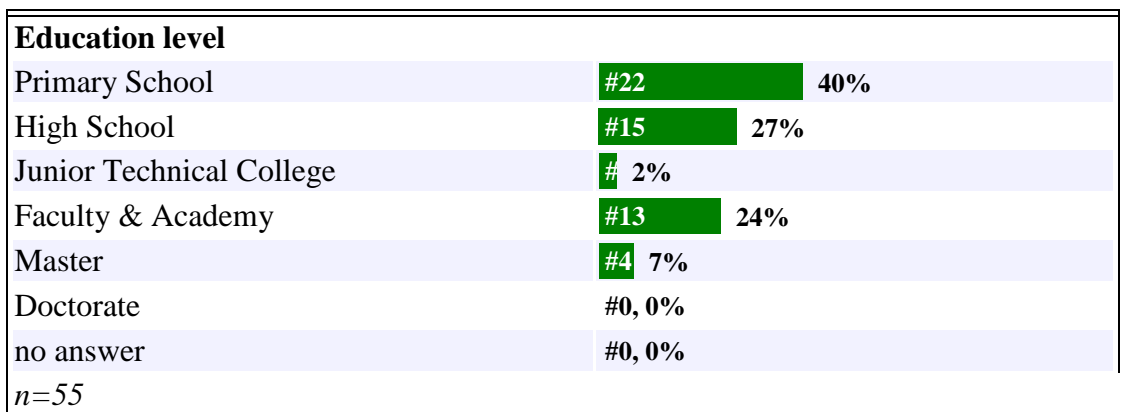 Education level
Primary School #22 40%
High School #15 27%
Junior Technical College # 2%
Faculty & Academy #13 24%
Master #4 7%
Doctorate #0, 0%
no answer #0, 0%
n=55